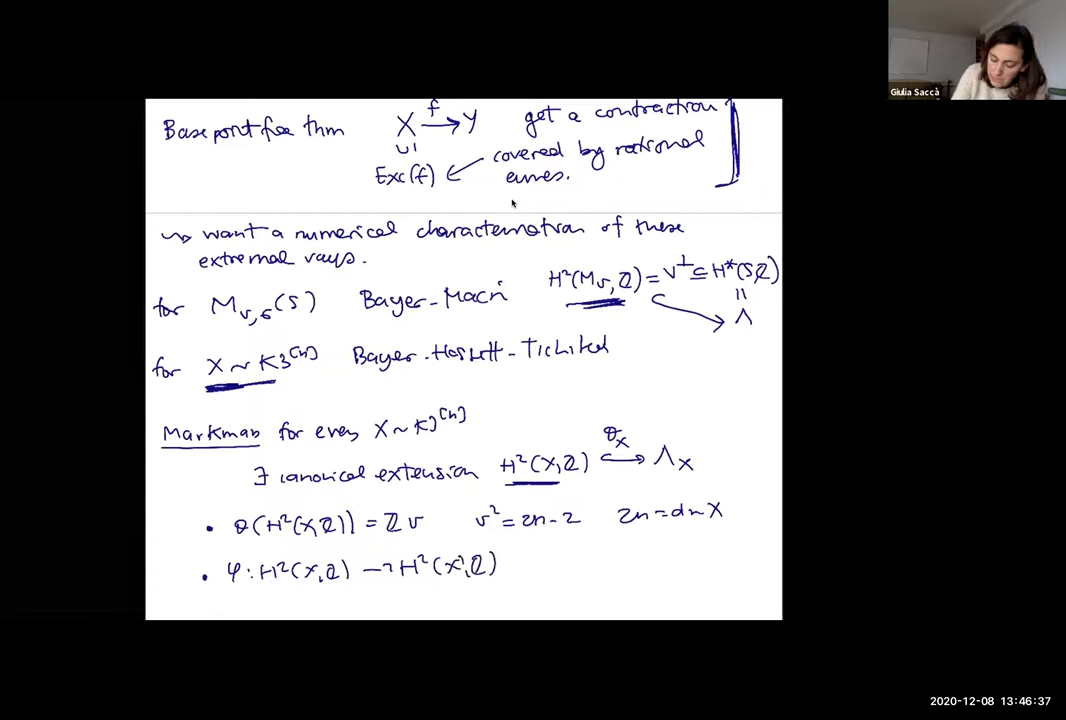 Giulia Saccà
Base point free thm X →^f Y get a contraction
∪| 
Exc(f) ← covered by rational
curves.
⇝ want a numerical characterization of these
extremal rays.
for M_{v,σ}(S) Bayer-Macrì H²(M_v, Z) = v^⊥ ⊆ H*(S, Z)
=
↪ Λ
for X ~ K3^[n] Bayer-Hassett-Tschinkel
Markman for every X ~ K3^[n]
∃ canonical extension H²(X, Z) ↪^{θ_X} Λ_X
• θ(H²(X, Z)) = Z v v² = 2n-2 2n = dim X
• φ: H²(X, Z) → H²(X', Z)
2020-12-08 13:46:37